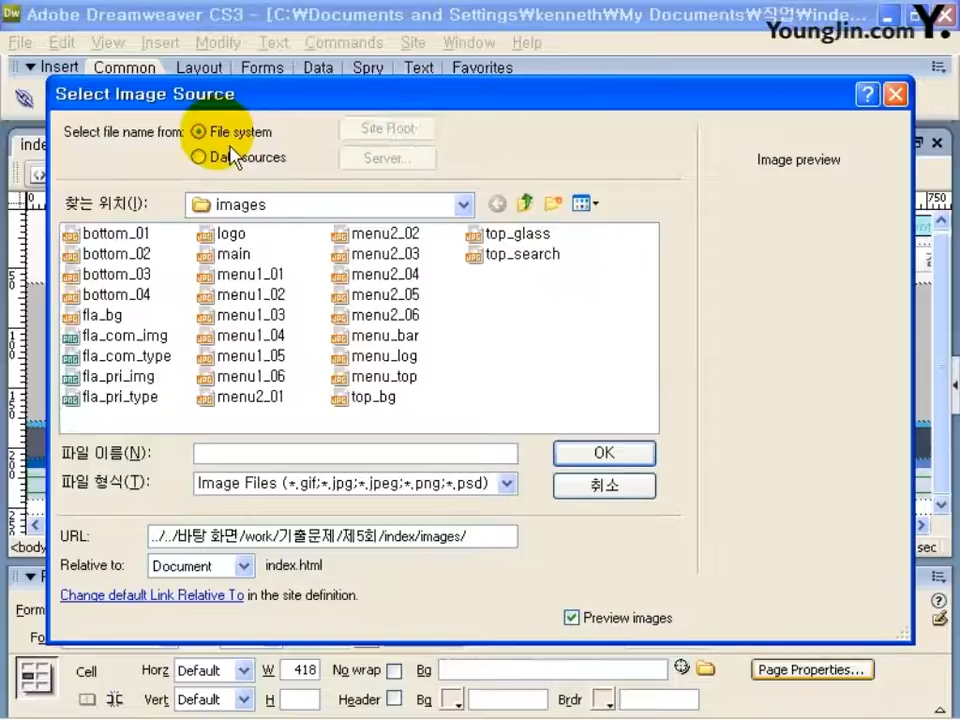 Adobe Dreamweaver CS3 - [C:₩Documents and Settings₩kenneth₩My Documents₩작업₩inde...
YoungJin.com Y.
File Edit View Insert Modify Text Commands Site Window Help
Insert Common Layout Forms Data Spry Text Favorites
Select Image Source
Select file name from: File system Site Root
Data sources Server...
Image preview
찾는 위치(I): images
bottom_01 logo menu2_02 top_glass
bottom_02 main menu2_03 top_search
bottom_03 menu1_01 menu2_04
bottom_04 menu1_02 menu2_05
fla_bg menu1_03 menu2_06
fla_com_img menu1_04 menu_bar
fla_com_type menu1_05 menu_log
fla_pri_img menu1_06 menu_top
fla_pri_type menu2_01 top_bg
파일 이름(N): OK
파일 형식(T): Image Files (*.gif;*.jpg;*.jpeg;*.png;*.psd) 취소
URL: ../../바탕 화면/work/기출문제/제5회/index/images/
Relative to: Document index.html
Change default Link Relative To in the site definition.
Preview images
Cell Horz Default W 418 No wrap Bg Page Properties...
Vert Default H Header Bg Brdr